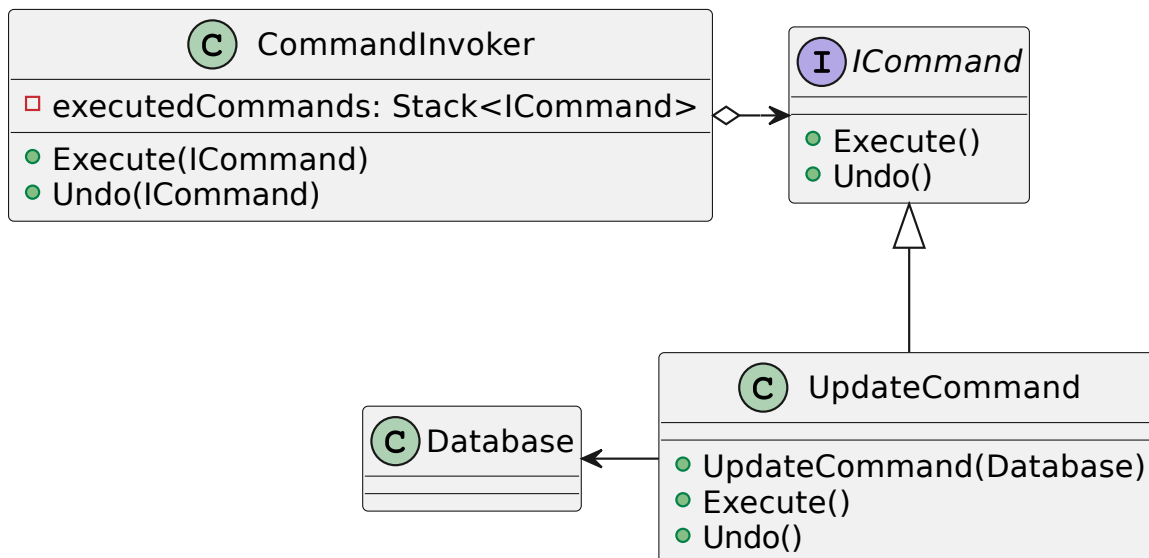 C CommandInvoker
executedCommands: Stack<ICommand>
Execute(ICommand)
Undo(ICommand)
I ICommand
Execute()
Undo()
C Database
C UpdateCommand
UpdateCommand(Database)
Execute()
Undo()